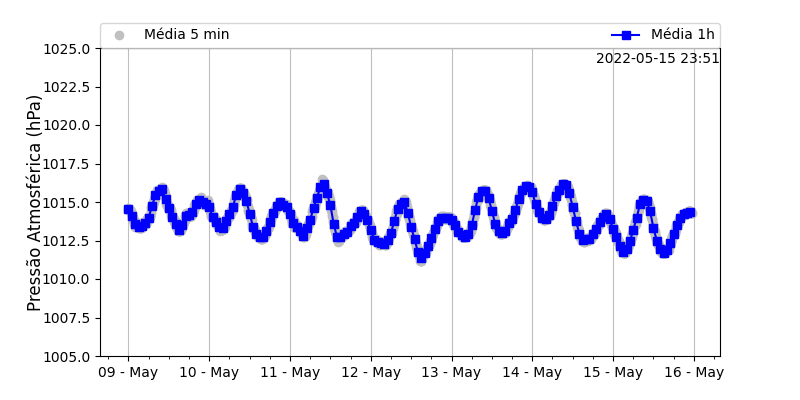 Média 5 min
Média 1h
2022-05-15 23:51
Pressão Atmosférica (hPa)
1025.0
1022.5
1020.0
1017.5
1015.0
1012.5
1010.0
1007.5
1005.0
09 - May
10 - May
11 - May
12 - May
13 - May
14 - May
15 - May
16 - May